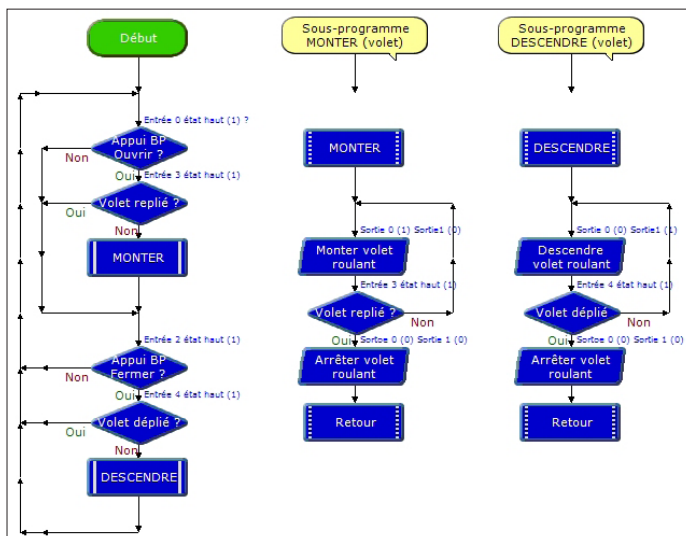 Début
Entrée 0 état haut (1) ?
Appui BP
Ouvrir ?
Non
Oui
Entrée 3 état haut (1)
Volet replié ?
Oui
Non
MONTER
Entrée 2 état haut (1)
Appui BP
Fermer ?
Non
Oui
Entrée 4 état haut (1)
Volet déplié ?
Oui
Non
DESCENDRE
Sous-programme
MONTER (volet)
MONTER
Sortie 0 (1) Sortie1 (0)
Monter volet
roulant
Entrée 3 état haut (1)
Volet replié ?
Non
Oui
Sortoe 0 (0) Sortie 1 (0)
Arrêter volet
roulant
Retour
Sous-programme
DESCENDRE (volet)
DESCENDRE
Sortie 0 (0) Sortie1 (1)
Descendre
volet roulant
Entrée 4 état haut (1)
Volet déplié
Non
Oui
Sortoe 0 (0) Sortie 1 (0)
Arrêter volet
roulant
Retour